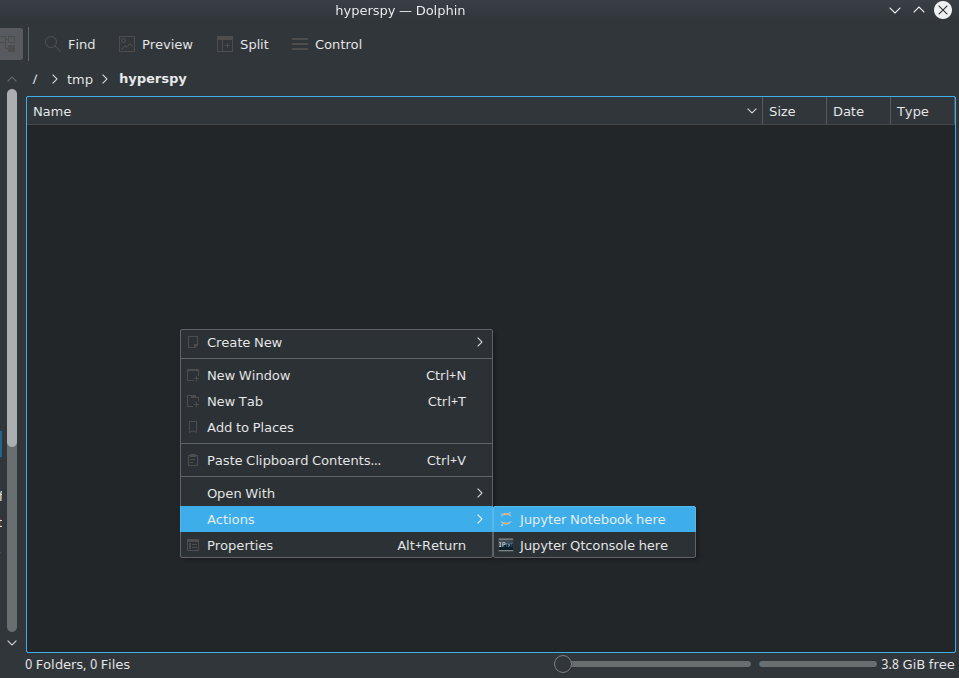 hyperspy — Dolphin
Find Preview Split Control
/ > tmp > hyperspy
Name Size Date Type
Create New
New Window Ctrl+N
New Tab Ctrl+T
Add to Places
Paste Clipboard Contents... Ctrl+V
Open With
Actions Jupyter Notebook here
Properties Alt+Return Jupyter Qtconsole here
0 Folders, 0 Files 3.8 GiB free